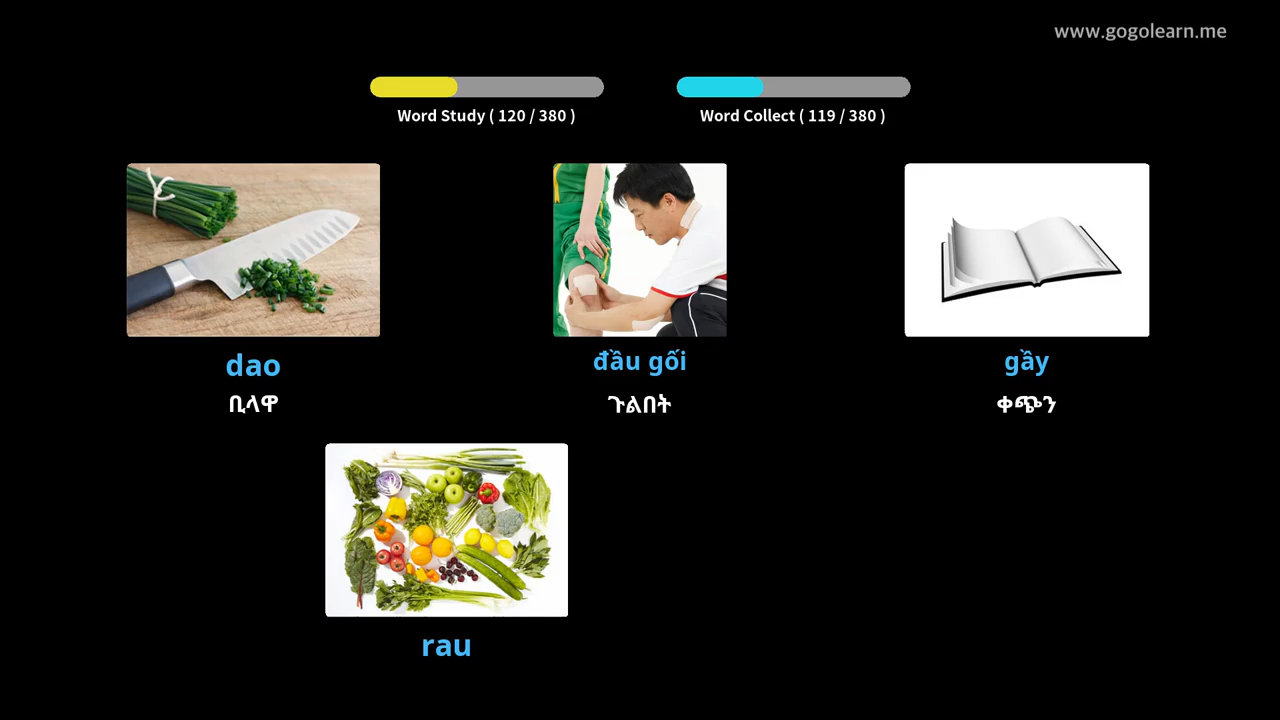 www.gogolearn.me
Word Study ( 120 / 380 )
Word Collect ( 119 / 380 )
dao
đầu gối
gầy
ቢላዋ
ጉልበት
ቀጭን
rau